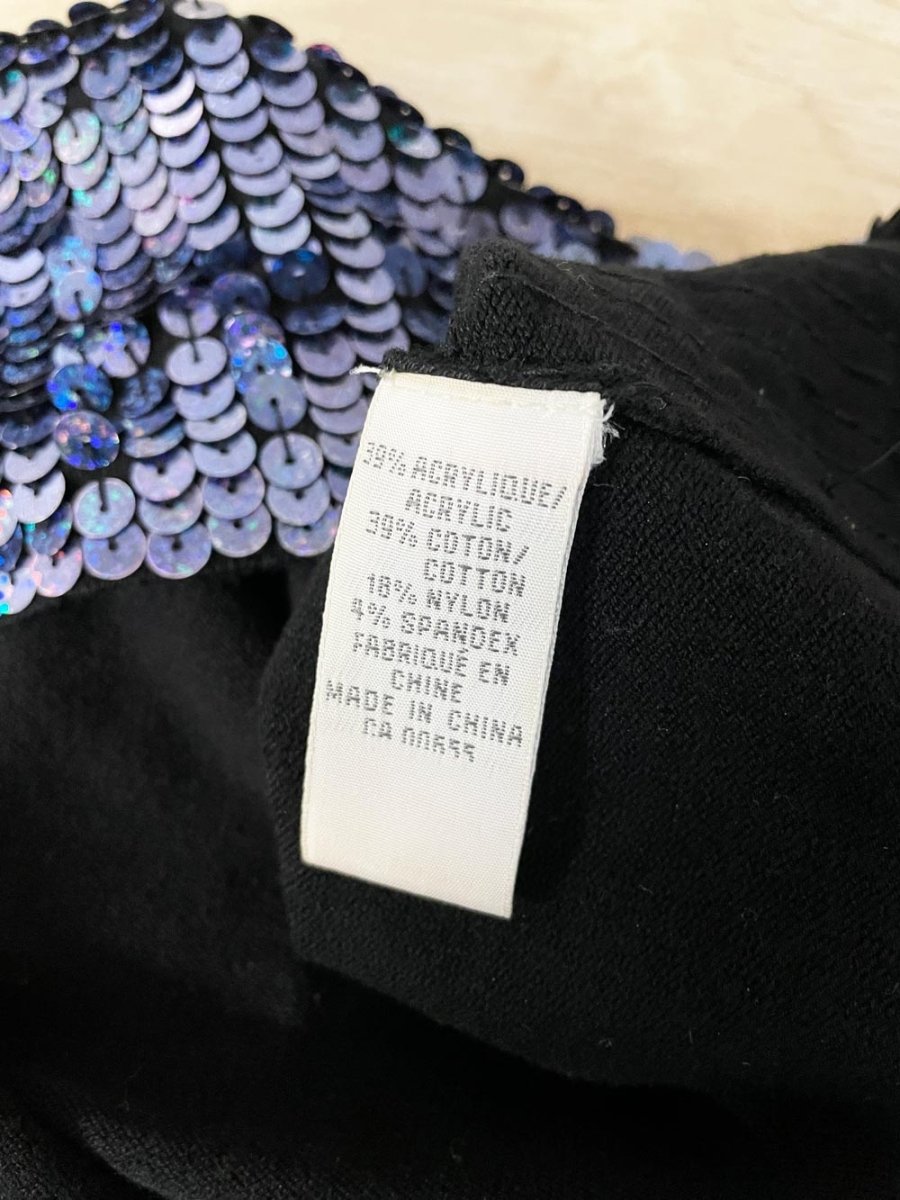 39% ACRYLIQUE/
ACRYLIC
39% COTON/
COTTON
18% NYLON
4% SPANDEX
FABRIQUÉ EN
CHINE
MADE IN CHINA
CA 00655